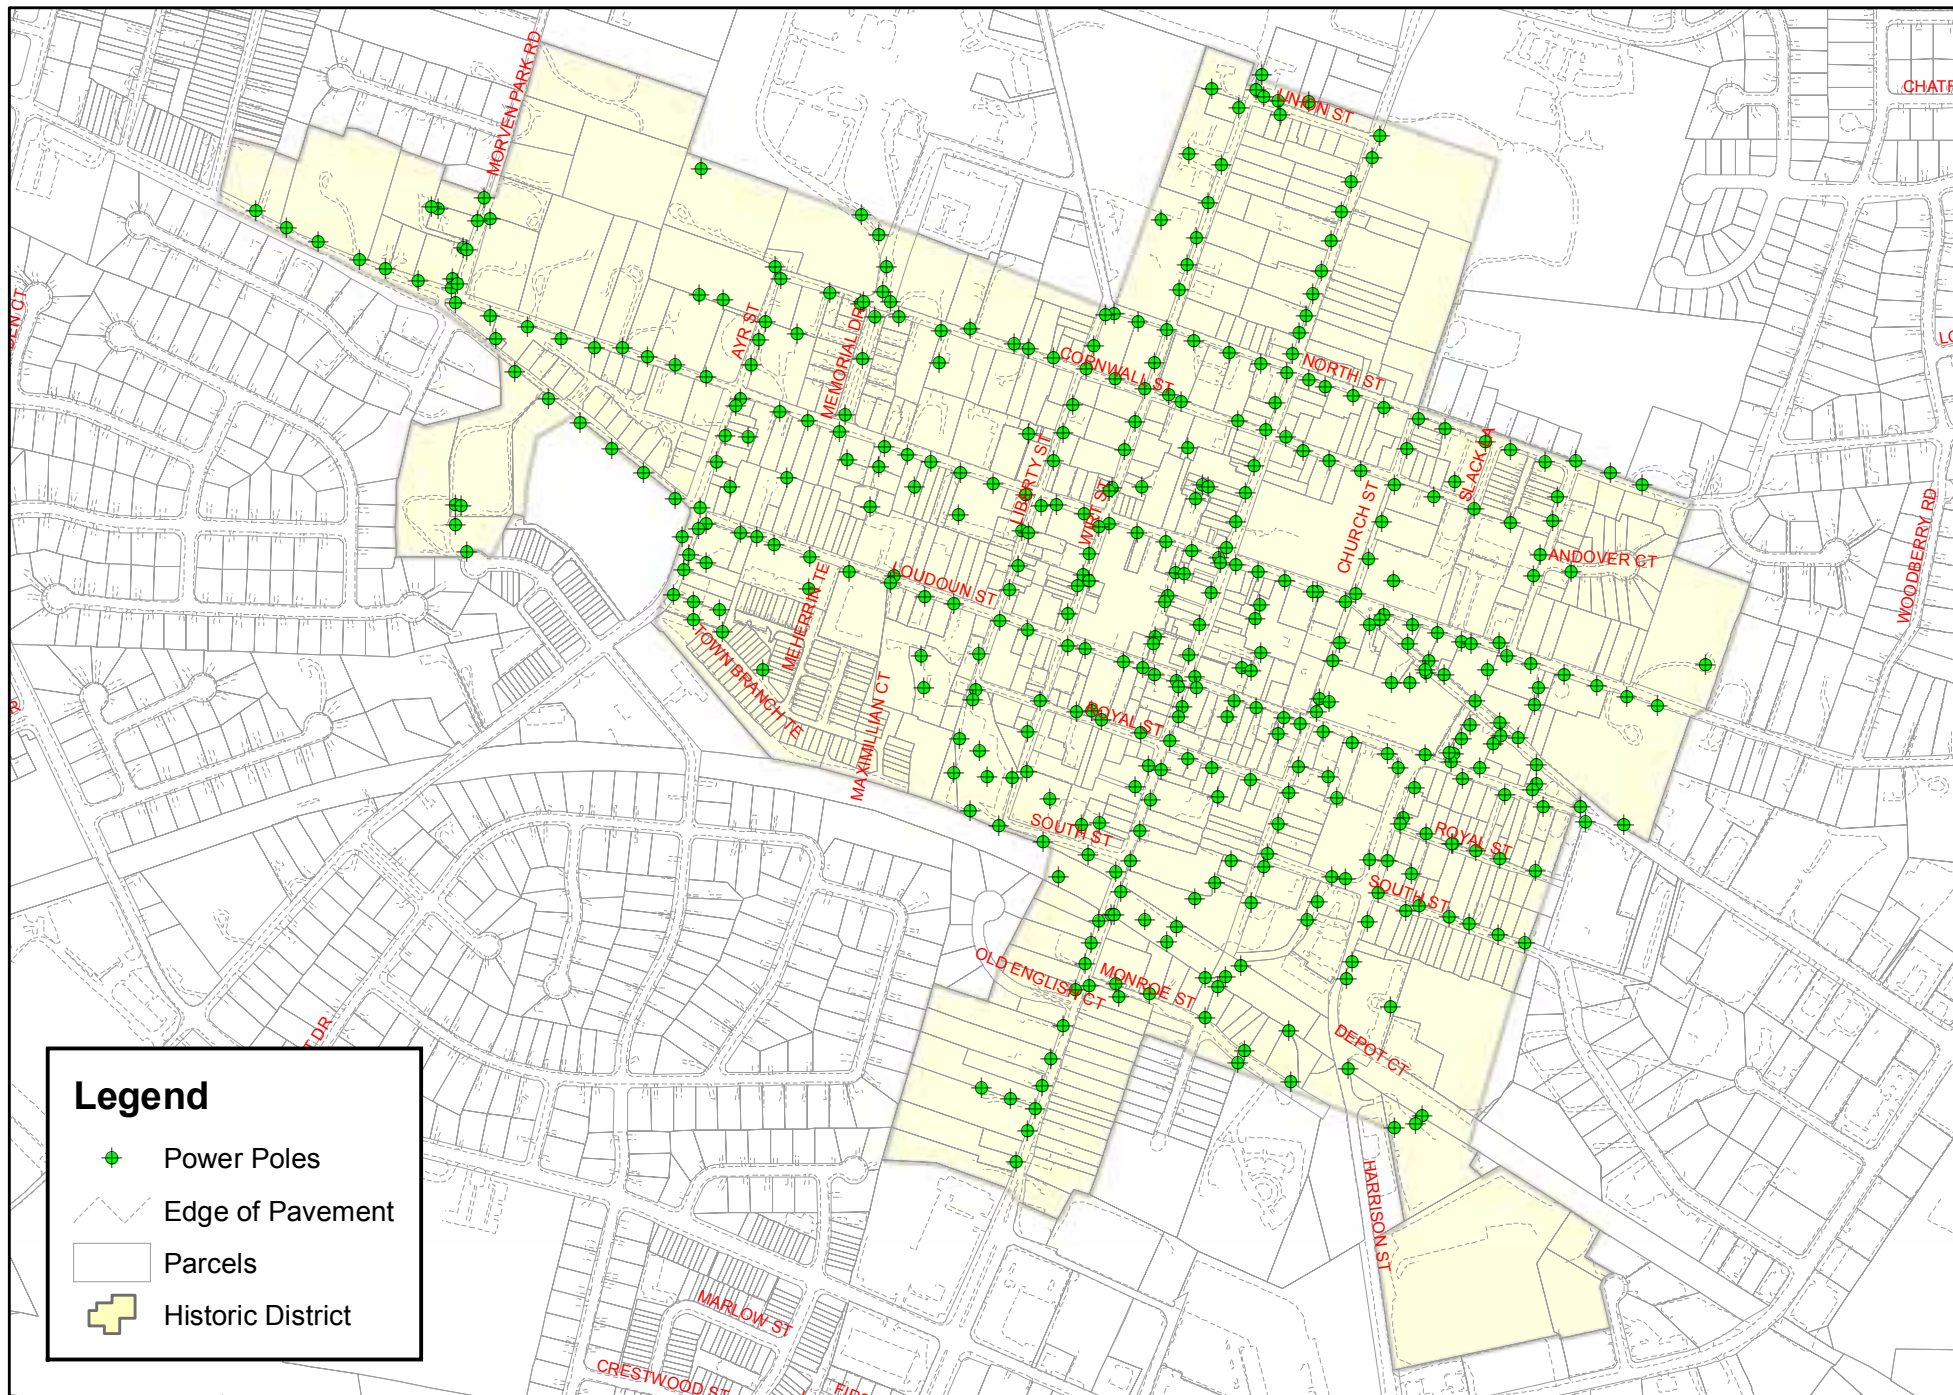 MORVEN PARK RD
UNION ST
CHATF
AYR ST
MEMORIAL DR
CORNWALL ST
NORTH ST
LIBERTY ST
WIRT ST
CHURCH ST
SLACK LA
ANDOVER CT
WOODBERRY RD
LOUDOUN ST
MEHERRIN TE
TOWN BRANCH TE
MAXIMILLIAN CT
ROYAL ST
SOUTH ST
ROYAL ST
SOUTH ST
OLD ENGLISH CT
MONROE ST
DEPOT CT
HARRISON ST
MARLOW ST
CRESTWOOD ST
Legend
Power Poles
Edge of Pavement
Parcels
Historic District